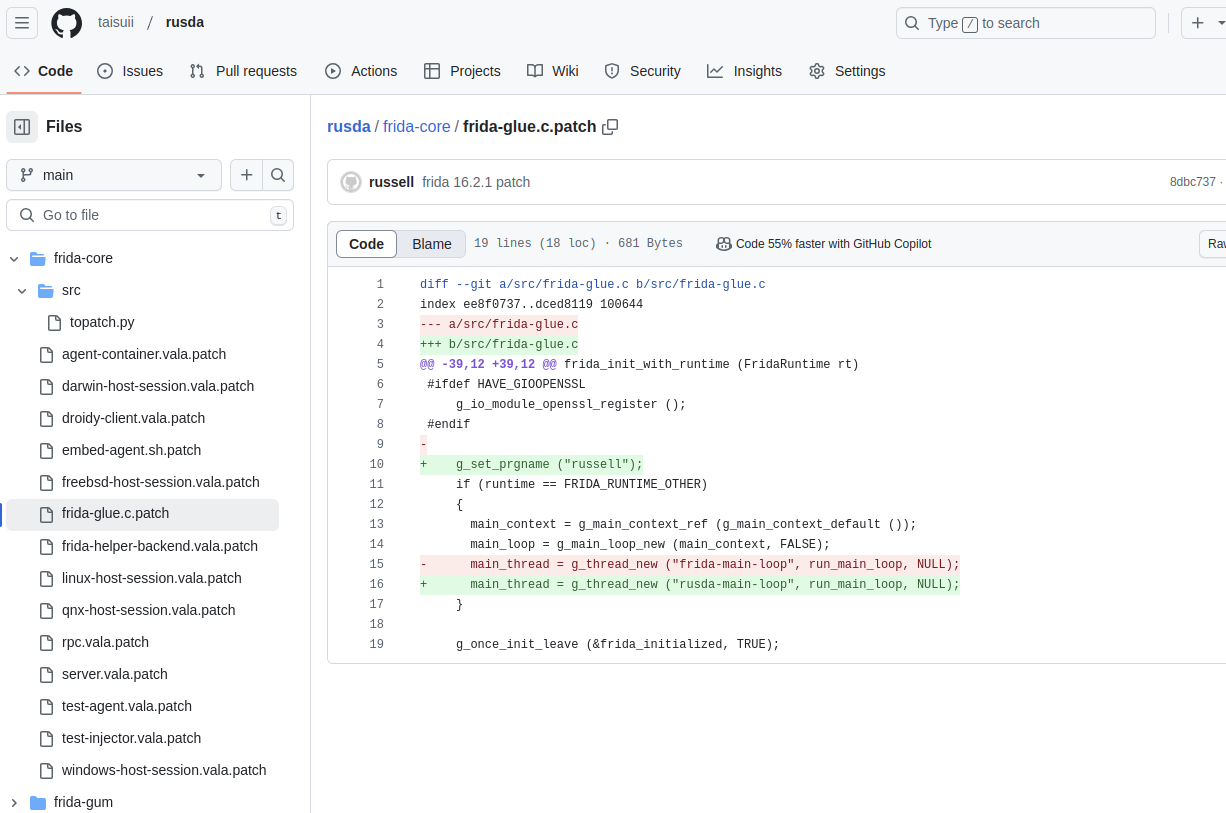 taisuii / rusda
Type / to search
Code Issues Pull requests Actions Projects Wiki Security Insights Settings
Files
main
Go to file t
frida-core
src
topatch.py
agent-container.vala.patch
darwin-host-session.vala.patch
droidy-client.vala.patch
embed-agent.sh.patch
freebsd-host-session.vala.patch
frida-glue.c.patch
frida-helper-backend.vala.patch
linux-host-session.vala.patch
qnx-host-session.vala.patch
rpc.vala.patch
server.vala.patch
test-agent.vala.patch
test-injector.vala.patch
windows-host-session.vala.patch
frida-gum
rusda / frida-core / frida-glue.c.patch
russell frida 16.2.1 patch 8dbc737 ·
Code Blame 19 lines (18 loc) · 681 Bytes Code 55% faster with GitHub Copilot Raw
1 diff --git a/src/frida-glue.c b/src/frida-glue.c
2 index ee8f0737..dced8119 100644
3 --- a/src/frida-glue.c
4 +++ b/src/frida-glue.c
5 @@ -39,12 +39,12 @@ frida_init_with_runtime (FridaRuntime rt)
6  #ifdef HAVE_GIOOPENSSL
7      g_io_module_openssl_register ();
8  #endif
9 -
10 +    g_set_prgname ("russell");
11      if (runtime == FRIDA_RUNTIME_OTHER)
12      {
13        main_context = g_main_context_ref (g_main_context_default ());
14        main_loop = g_main_loop_new (main_context, FALSE);
15 -      main_thread = g_thread_new ("frida-main-loop", run_main_loop, NULL);
16 +      main_thread = g_thread_new ("rusda-main-loop", run_main_loop, NULL);
17      }
18
19      g_once_init_leave (&frida_initialized, TRUE);